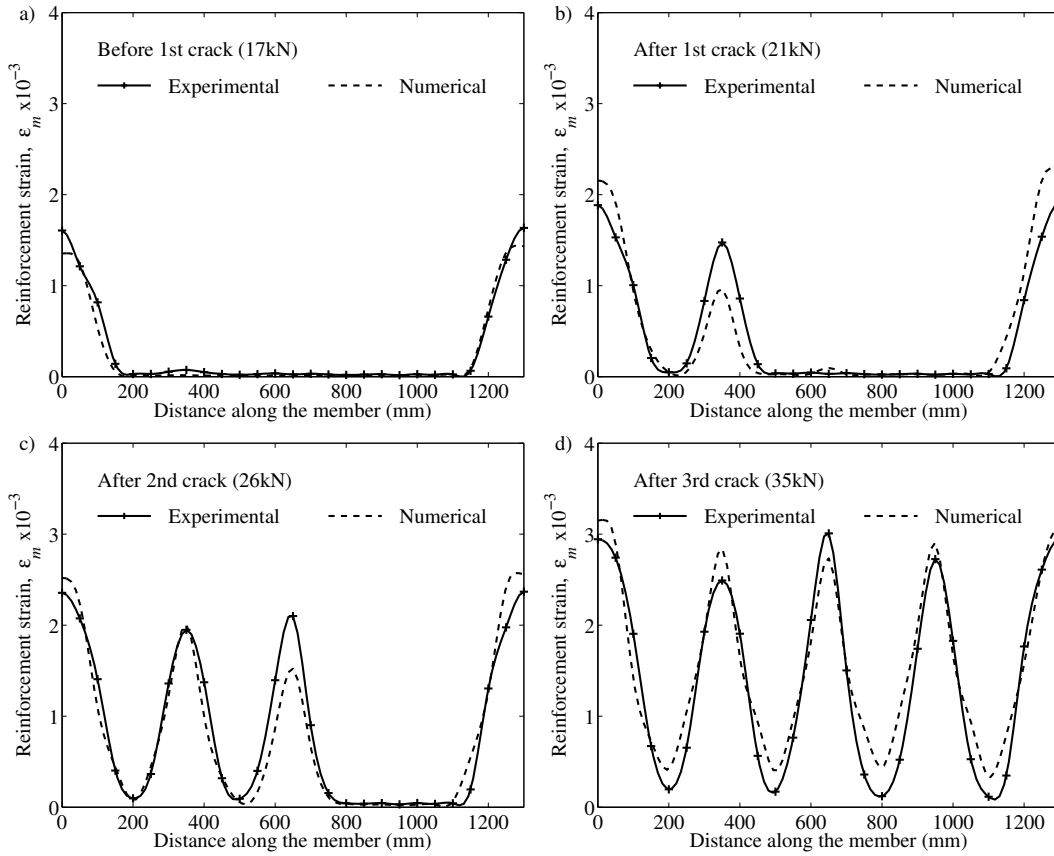 a)
Before 1st crack (17kN)
Experimental Numerical
Reinforcement strain, ε_m x10^−3
4
3
2
1
0
0 200 400 600 800 1000 1200
Distance along the member (mm)
b)
After 1st crack (21kN)
Experimental Numerical
Reinforcement strain, ε_m x10^−3
4
3
2
1
0
0 200 400 600 800 1000 1200
Distance along the member (mm)
c)
After 2nd crack (26kN)
Experimental Numerical
Reinforcement strain, ε_m x10^−3
4
3
2
1
0
0 200 400 600 800 1000 1200
Distance along the member (mm)
d)
After 3rd crack (35kN)
Experimental Numerical
Reinforcement strain, ε_m x10^−3
4
3
2
1
0
0 200 400 600 800 1000 1200
Distance along the member (mm)